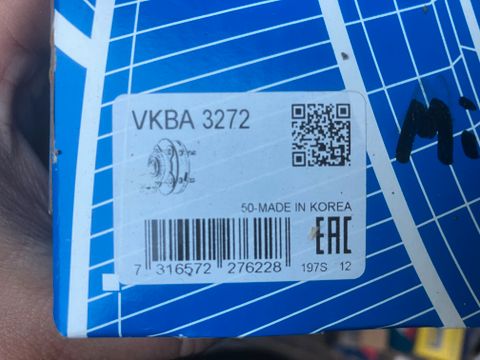 VKBA 3272
50-MADE IN KOREA
EAC
7 316572 276228
197S 12